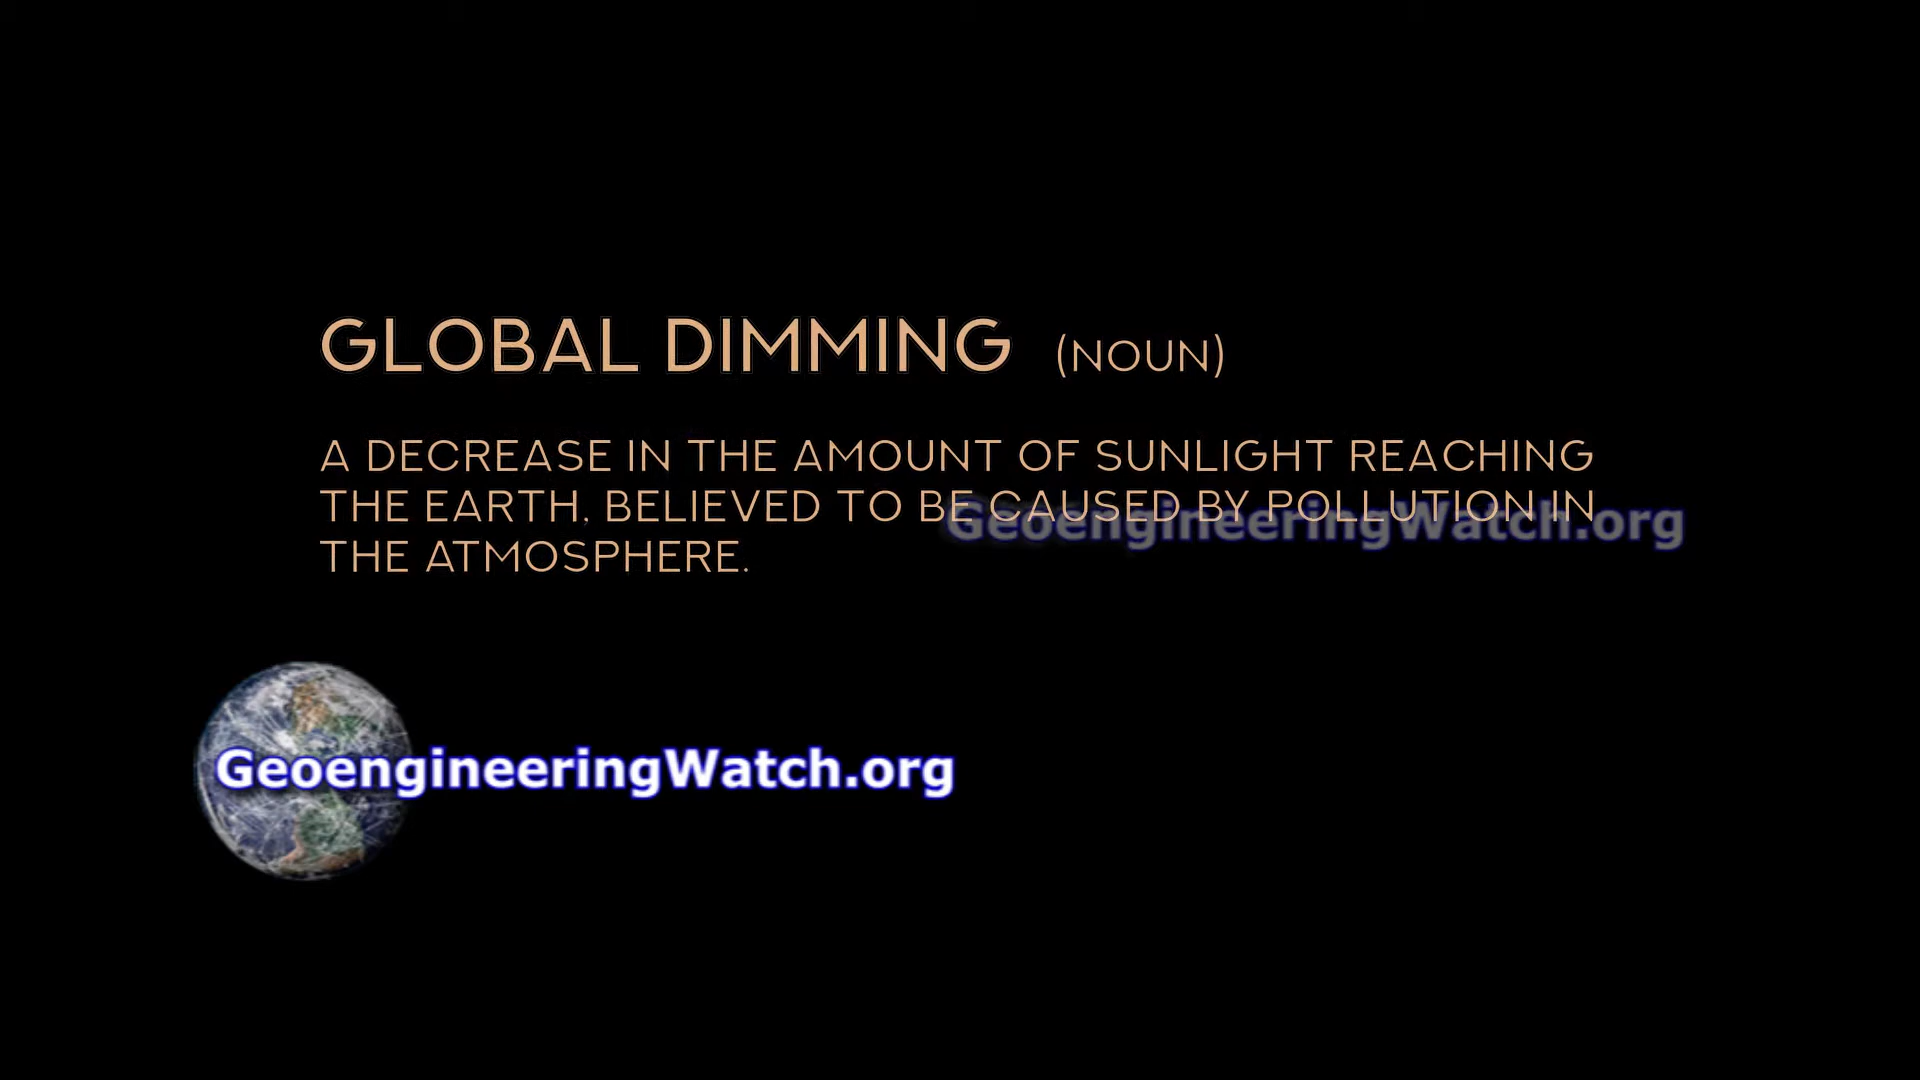 GLOBAL DIMMING (NOUN)
A DECREASE IN THE AMOUNT OF SUNLIGHT REACHING
THE EARTH, BELIEVED TO BE CAUSED BY POLLUTION IN
GeoengineeringWatch.org
THE ATMOSPHERE.
GeoengineeringWatch.org